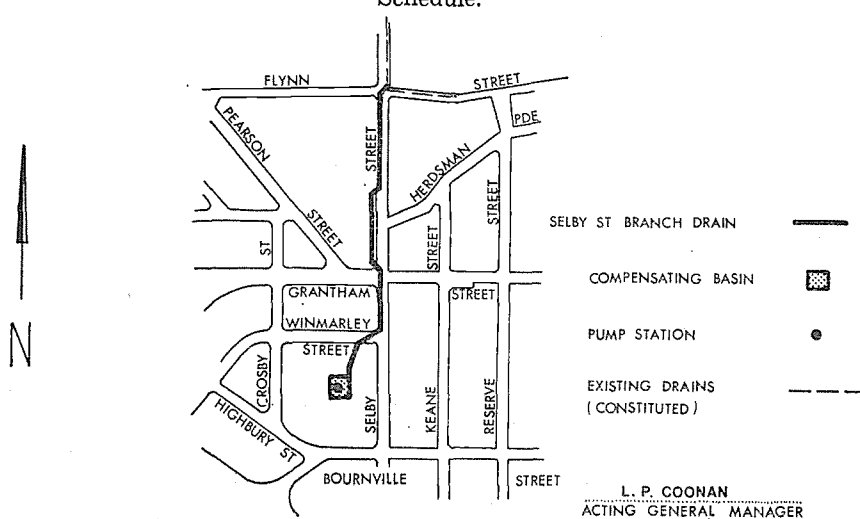 Schedule.
FLYNN STREET
PEARSON STREET
STREET
HERDSMAN
PDE
STREET
STREET
ST
GRANTHAM STREET
WINMARLEY STREET
CROSBY
SELBY
KEANE
RESERVE
HIGHBURY ST
BOURNVILLE STREET
N
SELBY ST BRANCH DRAIN
COMPENSATING BASIN
PUMP STATION
EXISTING DRAINS
( CONSTITUTED )
L. P. COONAN
ACTING GENERAL MANAGER